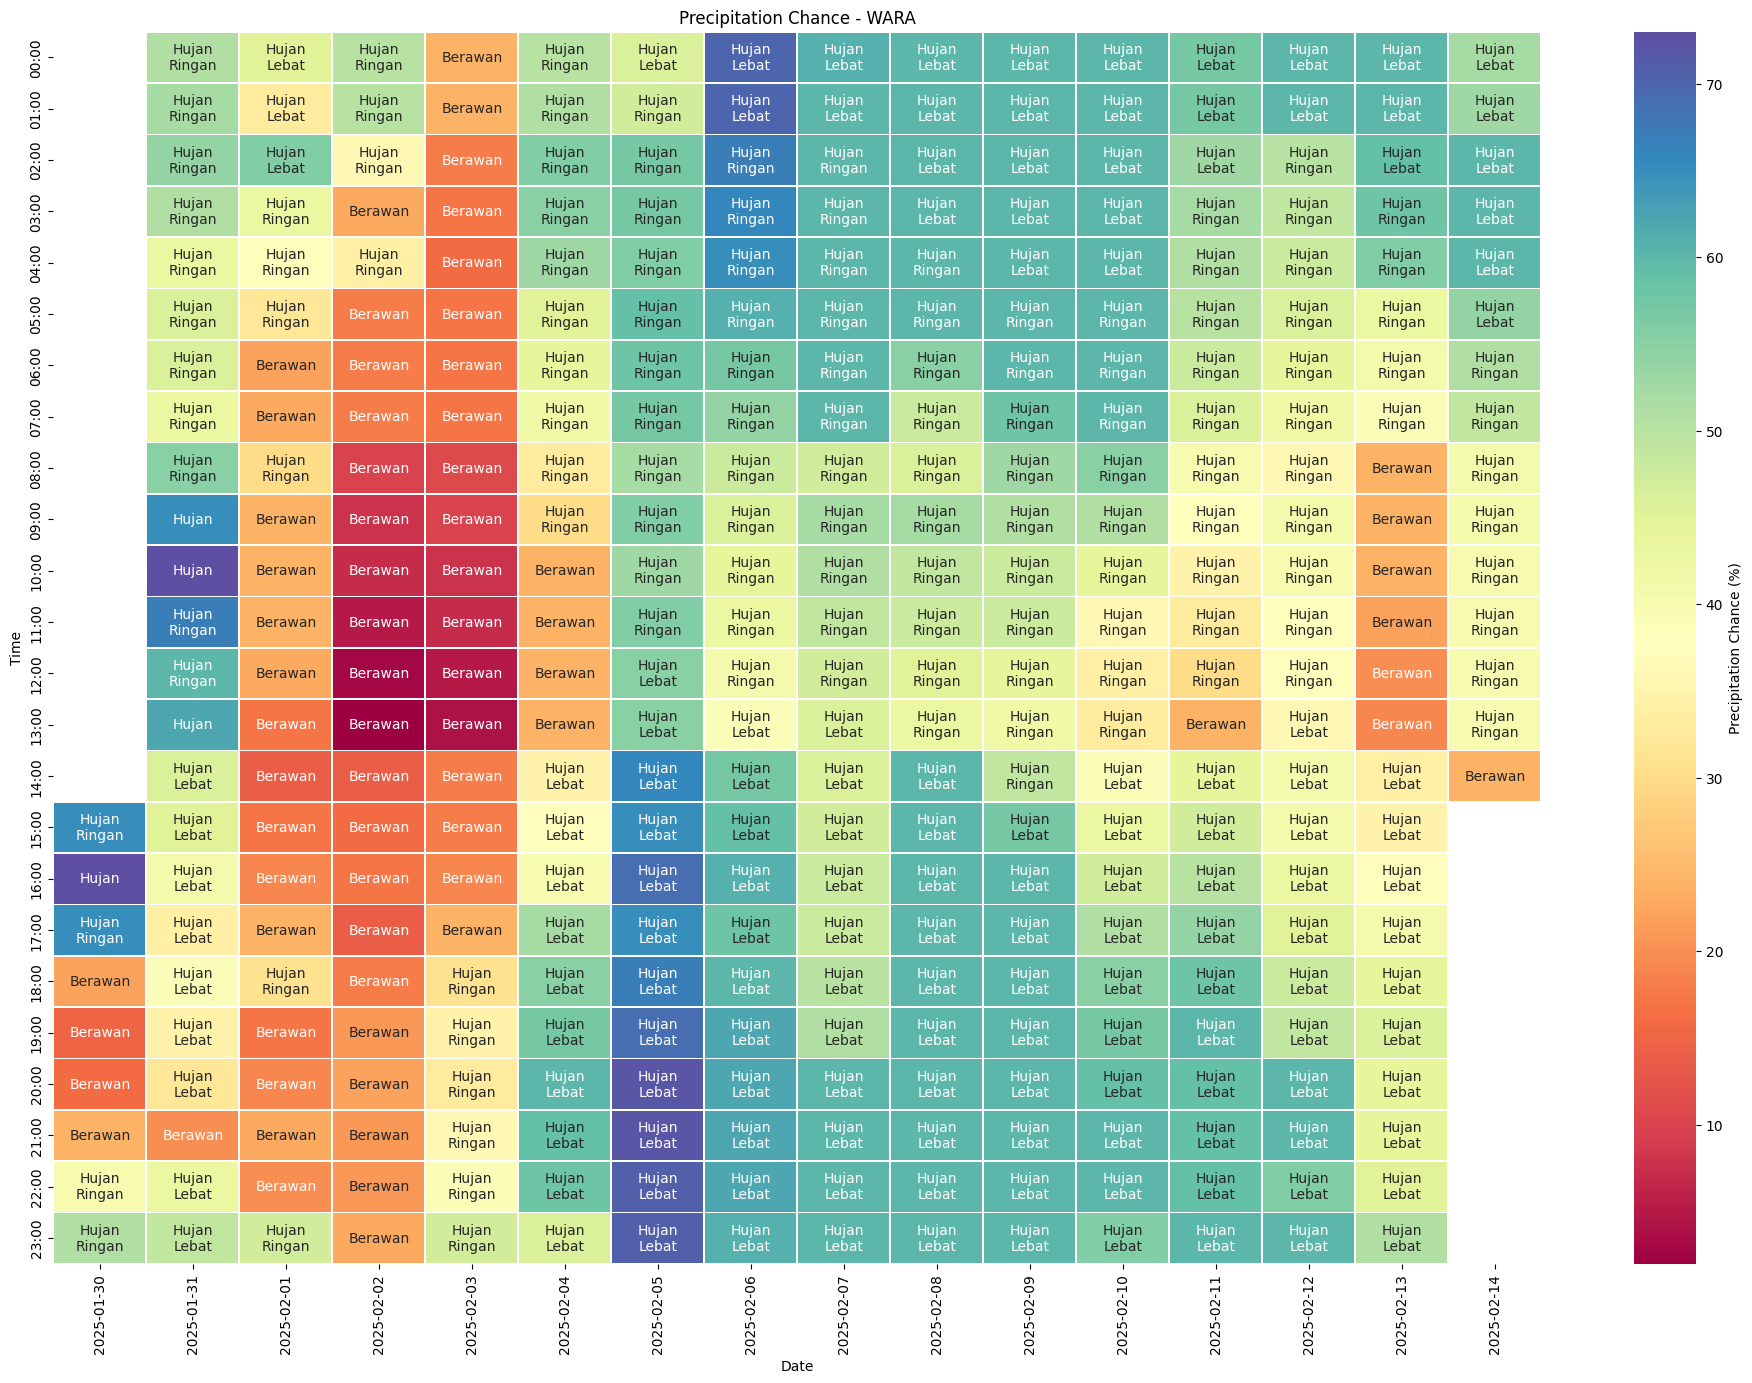 Precipitation Chance - WARA
00:00 Hujan Ringan Hujan Lebat Hujan Ringan Berawan Hujan Ringan Hujan Lebat Hujan Lebat Hujan Lebat Hujan Lebat Hujan Lebat Hujan Lebat Hujan Lebat Hujan Lebat Hujan Lebat Hujan Lebat
01:00 Hujan Ringan Hujan Lebat Hujan Ringan Berawan Hujan Ringan Hujan Ringan Hujan Lebat Hujan Lebat Hujan Lebat Hujan Lebat Hujan Lebat Hujan Lebat Hujan Lebat Hujan Lebat Hujan Lebat
02:00 Hujan Ringan Hujan Lebat Hujan Ringan Berawan Hujan Ringan Hujan Ringan Hujan Ringan Hujan Ringan Hujan Lebat Hujan Lebat Hujan Lebat Hujan Lebat Hujan Ringan Hujan Lebat Hujan Lebat
03:00 Hujan Ringan Hujan Ringan Berawan Berawan Hujan Ringan Hujan Ringan Hujan Ringan Hujan Ringan Hujan Lebat Hujan Lebat Hujan Lebat Hujan Ringan Hujan Ringan Hujan Ringan Hujan Lebat
04:00 Hujan Ringan Hujan Ringan Hujan Ringan Berawan Hujan Ringan Hujan Ringan Hujan Ringan Hujan Ringan Hujan Ringan Hujan Lebat Hujan Lebat Hujan Ringan Hujan Ringan Hujan Ringan Hujan Lebat
05:00 Hujan Ringan Hujan Ringan Berawan Berawan Hujan Ringan Hujan Ringan Hujan Ringan Hujan Ringan Hujan Ringan Hujan Ringan Hujan Ringan Hujan Ringan Hujan Ringan Hujan Ringan Hujan Lebat
06:00 Hujan Ringan Berawan Berawan Berawan Hujan Ringan Hujan Ringan Hujan Ringan Hujan Ringan Hujan Ringan Hujan Ringan Hujan Ringan Hujan Ringan Hujan Ringan Hujan Ringan Hujan Ringan
07:00 Hujan Ringan Berawan Berawan Berawan Hujan Ringan Hujan Ringan Hujan Ringan Hujan Ringan Hujan Ringan Hujan Ringan Hujan Ringan Hujan Ringan Hujan Ringan Hujan Ringan Hujan Ringan
08:00 Hujan Ringan Hujan Ringan Berawan Berawan Hujan Ringan Hujan Ringan Hujan Ringan Hujan Ringan Hujan Ringan Hujan Ringan Hujan Ringan Hujan Ringan Hujan Ringan Berawan Hujan Ringan
09:00 Hujan Berawan Berawan Berawan Hujan Ringan Hujan Ringan Hujan Ringan Hujan Ringan Hujan Ringan Hujan Ringan Hujan Ringan Hujan Ringan Hujan Ringan Berawan Hujan Ringan
10:00 Hujan Berawan Berawan Berawan Berawan Hujan Ringan Hujan Ringan Hujan Ringan Hujan Ringan Hujan Ringan Hujan Ringan Hujan Ringan Hujan Ringan Berawan Hujan Ringan
11:00 Hujan Ringan Berawan Berawan Berawan Berawan Hujan Ringan Hujan Ringan Hujan Ringan Hujan Ringan Hujan Ringan Hujan Ringan Hujan Ringan Hujan Ringan Berawan Hujan Ringan
12:00 Hujan Ringan Berawan Berawan Berawan Berawan Hujan Lebat Hujan Ringan Hujan Ringan Hujan Ringan Hujan Ringan Hujan Ringan Hujan Ringan Hujan Ringan Berawan Hujan Ringan
13:00 Hujan Berawan Berawan Berawan Berawan Hujan Lebat Hujan Lebat Hujan Lebat Hujan Ringan Hujan Ringan Hujan Ringan Berawan Hujan Lebat Berawan Hujan Ringan
14:00 Hujan Lebat Berawan Berawan Berawan Hujan Lebat Hujan Lebat Hujan Lebat Hujan Lebat Hujan Lebat Hujan Ringan Hujan Lebat Hujan Lebat Hujan Lebat Hujan Lebat Berawan
15:00 Hujan Ringan Hujan Lebat Berawan Berawan Berawan Hujan Lebat Hujan Lebat Hujan Lebat Hujan Lebat Hujan Lebat Hujan Lebat Hujan Lebat Hujan Lebat Hujan Lebat Hujan Lebat
16:00 Hujan Hujan Lebat Berawan Berawan Berawan Hujan Lebat Hujan Lebat Hujan Lebat Hujan Lebat Hujan Lebat Hujan Lebat Hujan Lebat Hujan Lebat Hujan Lebat Hujan Lebat
17:00 Hujan Ringan Hujan Lebat Berawan Berawan Berawan Hujan Lebat Hujan Lebat Hujan Lebat Hujan Lebat Hujan Lebat Hujan Lebat Hujan Lebat Hujan Lebat Hujan Lebat Hujan Lebat
18:00 Berawan Hujan Lebat Hujan Ringan Berawan Hujan Ringan Hujan Lebat Hujan Lebat Hujan Lebat Hujan Lebat Hujan Lebat Hujan Lebat Hujan Lebat Hujan Lebat Hujan Lebat Hujan Lebat
19:00 Berawan Hujan Lebat Berawan Berawan Hujan Ringan Hujan Lebat Hujan Lebat Hujan Lebat Hujan Lebat Hujan Lebat Hujan Lebat Hujan Lebat Hujan Lebat Hujan Lebat Hujan Lebat
20:00 Berawan Hujan Lebat Berawan Berawan Hujan Ringan Hujan Lebat Hujan Lebat Hujan Lebat Hujan Lebat Hujan Lebat Hujan Lebat Hujan Lebat Hujan Lebat Hujan Lebat Hujan Lebat
21:00 Berawan Berawan Berawan Berawan Hujan Ringan Hujan Lebat Hujan Lebat Hujan Lebat Hujan Lebat Hujan Lebat Hujan Lebat Hujan Lebat Hujan Lebat Hujan Lebat Hujan Lebat
22:00 Hujan Ringan Hujan Lebat Berawan Berawan Hujan Ringan Hujan Lebat Hujan Lebat Hujan Lebat Hujan Lebat Hujan Lebat Hujan Lebat Hujan Lebat Hujan Lebat Hujan Lebat Hujan Lebat
23:00 Hujan Ringan Hujan Lebat Hujan Ringan Berawan Hujan Ringan Hujan Lebat Hujan Lebat Hujan Lebat Hujan Lebat Hujan Lebat Hujan Lebat Hujan Lebat Hujan Lebat Hujan Lebat Hujan Lebat
2025-01-30 2025-01-31 2025-02-01 2025-02-02 2025-02-03 2025-02-04 2025-02-05 2025-02-06 2025-02-07 2025-02-08 2025-02-09 2025-02-10 2025-02-11 2025-02-12 2025-02-13 2025-02-14
Date
Time
70
60
50
40
30
20
10
Precipitation Chance (%)